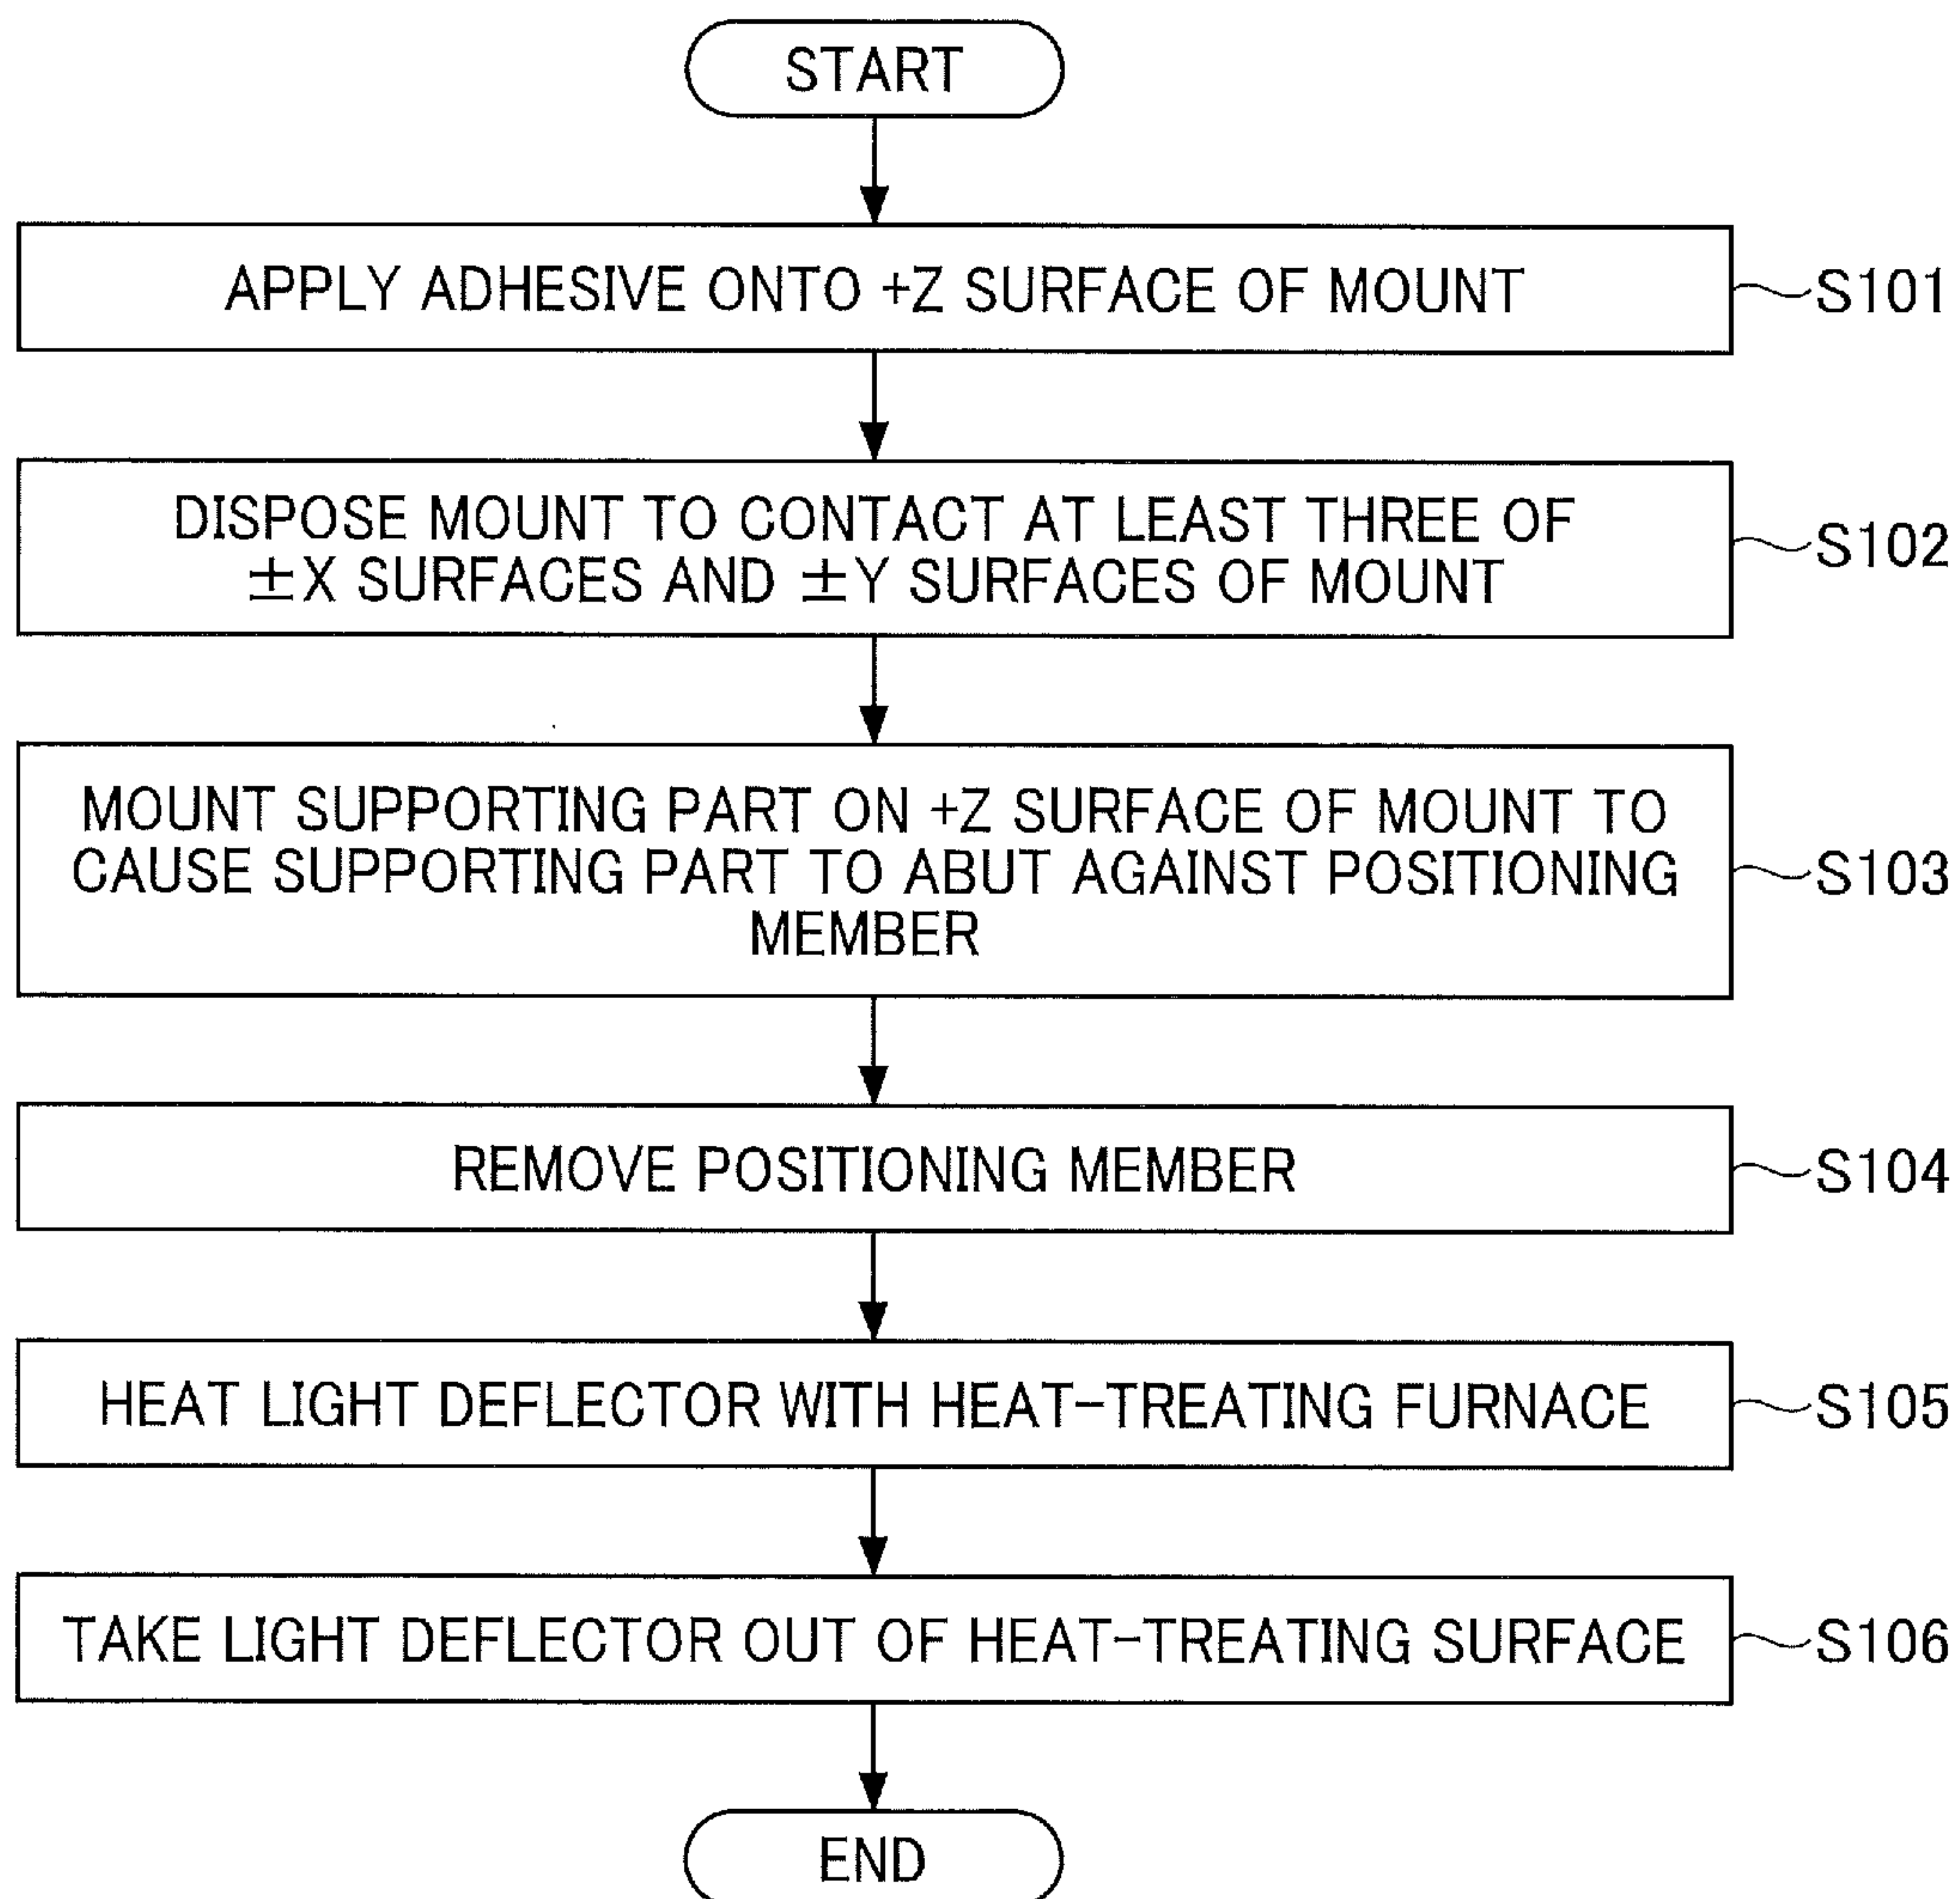 START
APPLY ADHESIVE ONTO +Z SURFACE OF MOUNT
S101
DISPOSE MOUNT TO CONTACT AT LEAST THREE OF
±X SURFACES AND ±Y SURFACES OF MOUNT
S102
MOUNT SUPPORTING PART ON +Z SURFACE OF MOUNT TO
CAUSE SUPPORTING PART TO ABUT AGAINST POSITIONING
MEMBER
S103
REMOVE POSITIONING MEMBER
S104
HEAT LIGHT DEFLECTOR WITH HEAT-TREATING FURNACE
S105
TAKE LIGHT DEFLECTOR OUT OF HEAT-TREATING SURFACE
S106
END